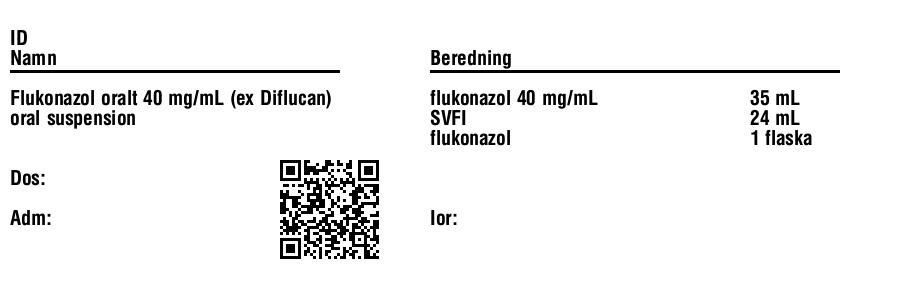 ID
Namn
Flukonazol oralt 40 mg/mL (ex Diflucan)
oral suspension
Dos:
Adm:
Beredning
flukonazol 40 mg/mL 35 mL
SVFI 24 mL
flukonazol 1 flaska
Ior: